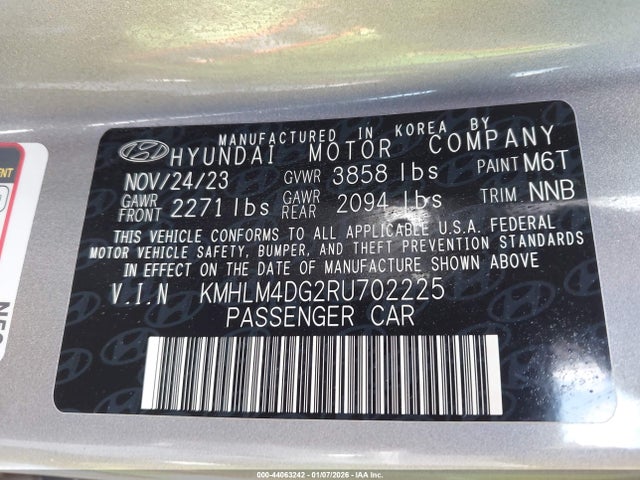 MANUFACTURED IN KOREA BY
HYUNDAI MOTOR COMPANY
NOV/24/23 GVWR 3858 lbs PAINT M6T
GAWR FRONT 2271 lbs GAWR REAR 2094 lbs TRIM NNB
THIS VEHICLE CONFORMS TO ALL APPLICABLE U.S.A. FEDERAL
MOTOR VEHICLE SAFETY, BUMPER, AND THEFT PREVENTION STANDARDS
IN EFFECT ON THE DATE OF MANUFACTURE SHOWN ABOVE
V.I.N KMHLM4DG2RU702225
PASSENGER CAR
000-44063242 - 01/07/2026 - IAA Inc.